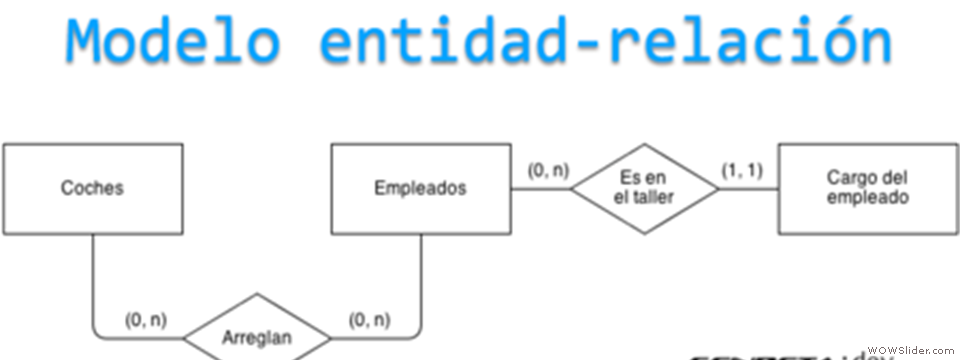 Modelo entidad-relación
Coches
Empleados
(0, n)
Es en
el taller
(1, 1)
Cargo del
empleado
(0, n)
Arreglan
(0, n)
WOWSlider.com